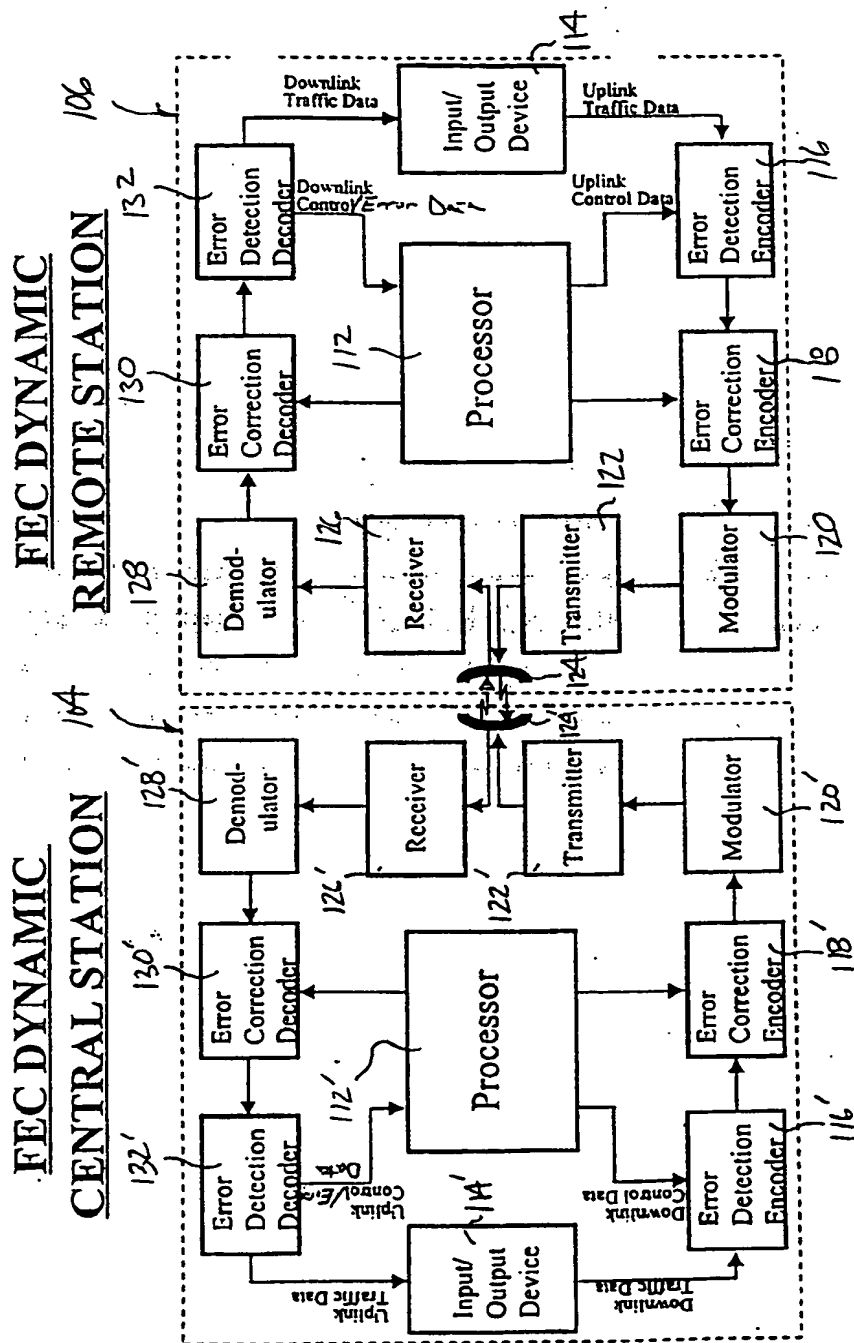 FEC DYNAMIC
CENTRAL STATION
104
132'
Error
Detection
Decoder
130'
Error
Correction
Decoder
128'
Demod-
ulator
Uplink
Traffic Data
Uplink
Control/Error
Data
Input/
Output
Device
114'
112'
Processor
126'
Receiver
122'
Transmitter
124'
Downlink
Traffic Data
Downlink
Control Data
Error
Detection
Encoder
116'
Error
Correction
Encoder
118'
Modulator
120'
FEC DYNAMIC
REMOTE STATION
106
128
Demod-
ulator
130
Error
Correction
Decoder
132
Error
Detection
Decoder
126
Receiver
122
Transmitter
124
112
Processor
Downlink
Control/Error
Downlink
Traffic Data
Input/
Output
Device
114
Uplink
Control Data
Uplink
Traffic Data
Modulator
120
Error
Correction
Encoder
118
Error
Detection
Encoder
116